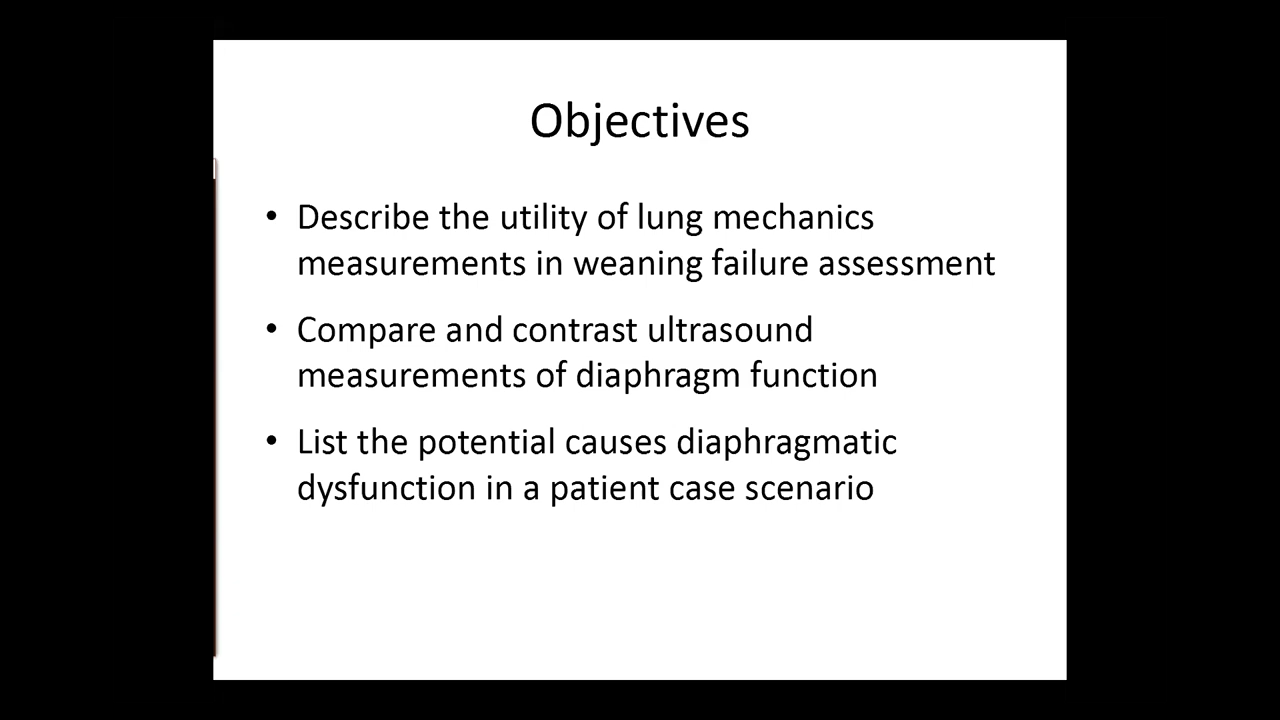 Objectives
• Describe the utility of lung mechanics
measurements in weaning failure assessment
• Compare and contrast ultrasound
measurements of diaphragm function
• List the potential causes diaphragmatic
dysfunction in a patient case scenario